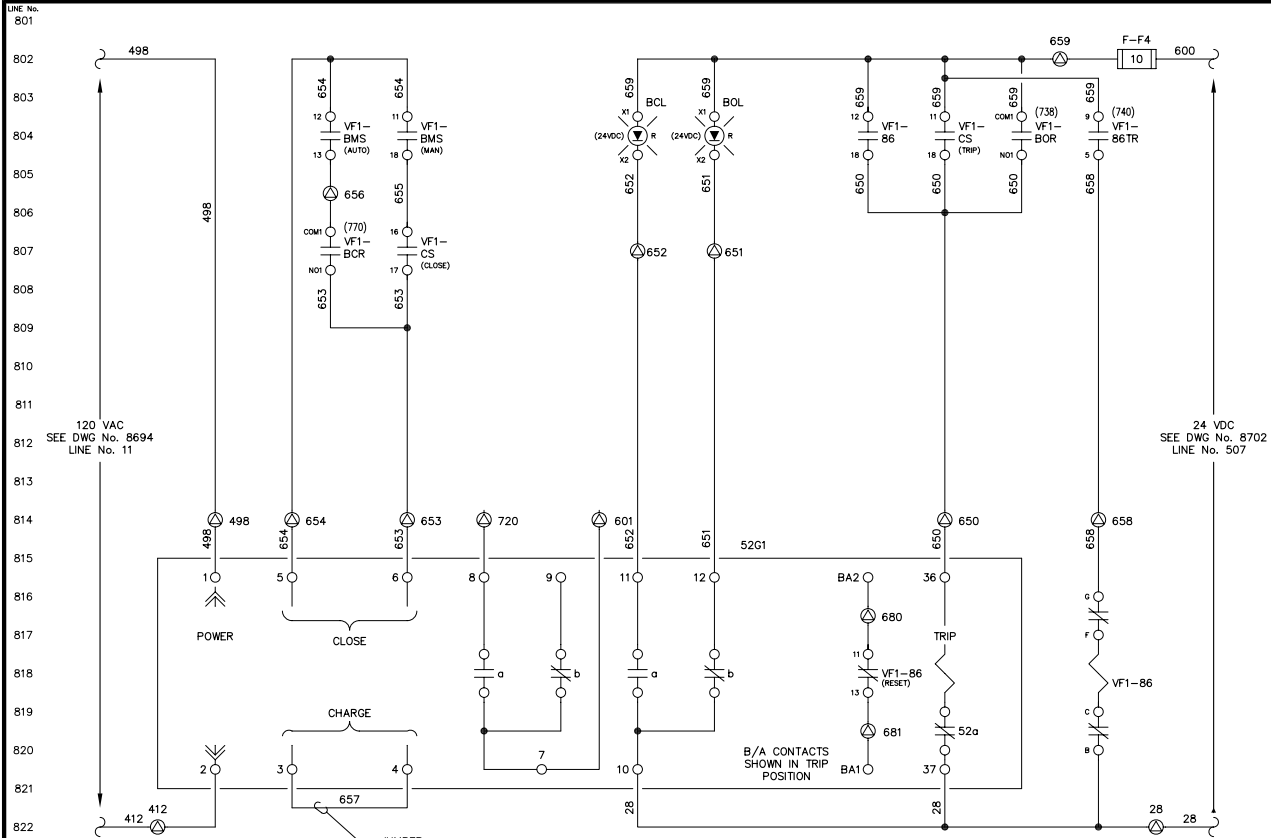 LINE No.
801
802
498
659
F-F4
10
600
803
654
654
659
659
659
659
659
659
BCL
BOL
X1
X1
804
12
VF1-
BMS
(AUTO)
13
11
VF1-
BMS
(MAN)
18
(24VDC)
R
X2
(24VDC)
R
X2
12
VF1-
86
18
11
VF1-
CS
(TRIP)
18
COM1
(738)
VF1-
BOR
NO1
9
(740)
VF1-
86TR
5
805
656
655
652
651
650
650
650
658
806
498
807
COM1
(770)
VF1-
BCR
NO1
16
VF1-
CS
(CLOSE)
17
652
651
808
653
653
809
810
811
120 VAC
SEE DWG No. 8694
LINE No. 11
24 VDC
SEE DWG No. 8702
LINE No. 507
812
813
814
498
654
653
720
601
650
658
498
654
653
652
651
52G1
650
658
815
816
1
5
6
8
9
11
12
BA2
36
G
817
POWER
CLOSE
680
TRIP
F
818
a
b
a
b
11
VF1-86
(RESET)
13
VF1-86
819
CHARGE
C
820
7
B/A CONTACTS
SHOWN IN TRIP
POSITION
681
52a
B
2
3
4
10
BA1
37
821
657
28
28
822
412
412
28
28